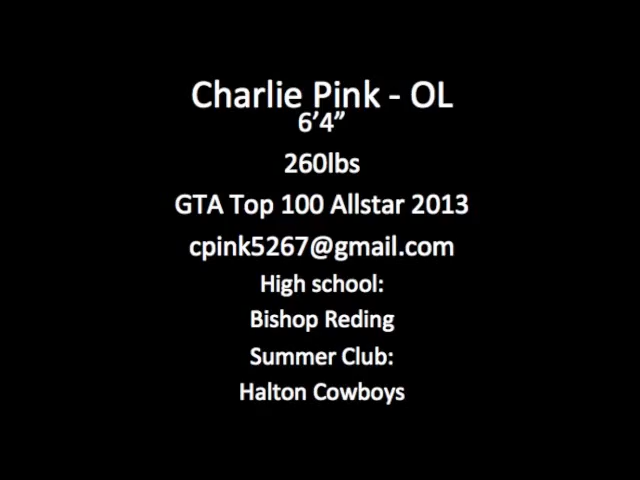 Charlie Pink - OL
6’4”
260lbs
GTA Top 100 Allstar 2013
cpink5267@gmail.com
High school:
Bishop Reding
Summer Club:
Halton Cowboys